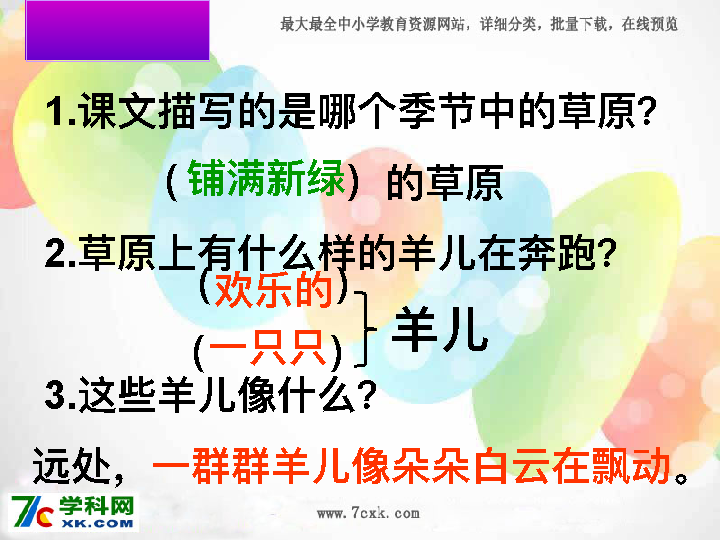 最大最全中小学教育资源网站，详细分类，批量下载，在线预览
1.课文描写的是哪个季节中的草原?
(铺满新绿) 的草原
2.草原上有什么样的羊儿在奔跑?
(欢乐的)
羊儿
(一只只)
3.这些羊儿像什么?
远处，一群群羊儿像朵朵白云在飘动。
7C学科网
XK.COM
www.7cxk.com